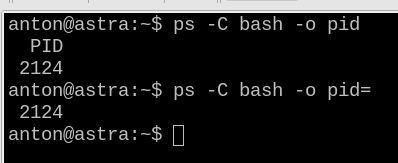 anton@astra:~$ ps -C bash -o pid
  PID
 2124
anton@astra:~$ ps -C bash -o pid=
 2124
anton@astra:~$